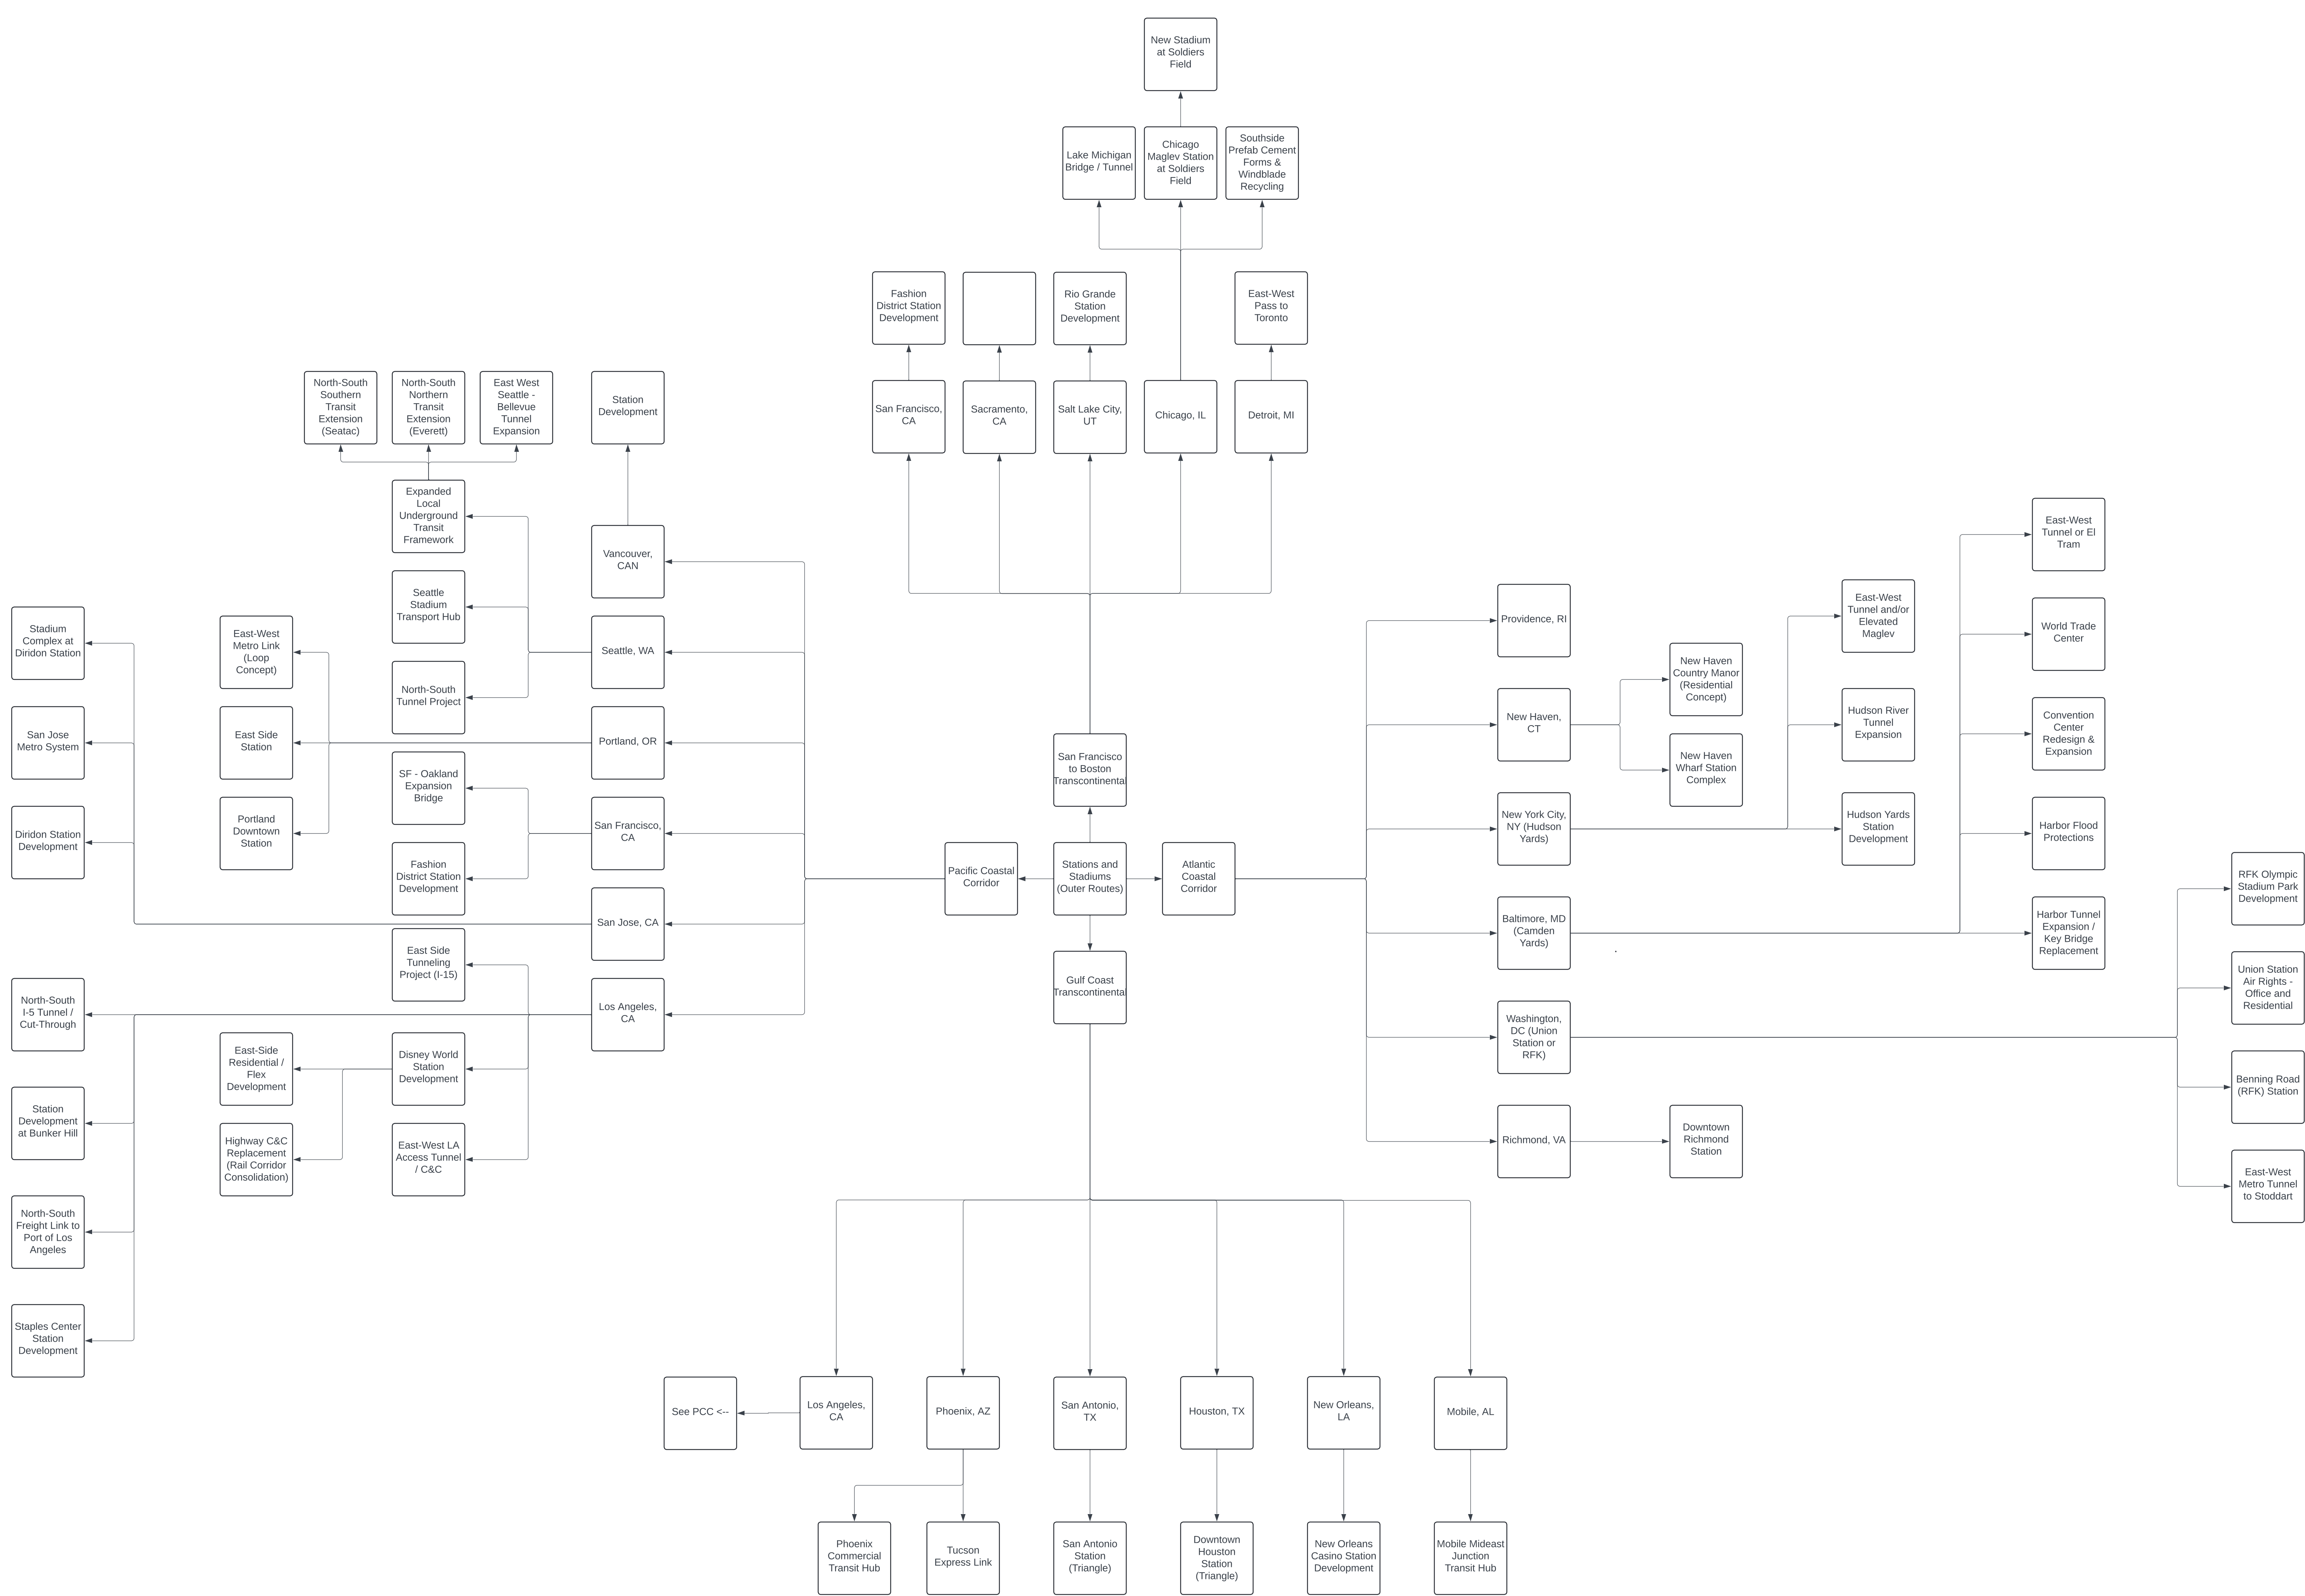 New Stadium
at Soldiers
Field
Lake Michigan
Bridge / Tunnel
Chicago
Maglev Station
at Soldiers
Field
Southside
Prefab Cement
Forms &
Windblade
Recycling
Fashion
District Station
Development
Rio Grande
Station
Development
East-West
Pass to
Toronto
San Francisco,
CA
Sacramento,
CA
Salt Lake City,
UT
Chicago, IL
Detroit, MI
North-South
Southern
Transit
Extension
(Seatac)
North-South
Northern
Transit
Extension
(Everett)
East West
Seattle -
Bellevue
Tunnel
Expansion
Station
Development
Expanded
Local
Underground
Transit
Framework
Vancouver,
CAN
Seattle
Stadium
Transport Hub
Seattle, WA
North-South
Tunnel Project
Stadium
Complex at
Diridon Station
East-West
Metro Link
(Loop
Concept)
San Jose
Metro System
East Side
Station
Portland, OR
SF - Oakland
Expansion
Bridge
Diridon Station
Development
Portland
Downtown
Station
San Francisco,
CA
Fashion
District Station
Development
San Jose, CA
East Side
Tunneling
Project (I-15)
North-South
I-5 Tunnel /
Cut-Through
Los Angeles,
CA
East-Side
Residential /
Flex
Development
Disney World
Station
Development
Station
Development
at Bunker Hill
Highway C&C
Replacement
(Rail Corridor
Consolidation)
East-West LA
Access Tunnel
/ C&C
North-South
Freight Link to
Port of Los
Angeles
Staples Center
Station
Development
San Francisco
to Boston
Transcontinental
Pacific Coastal
Corridor
Stations and
Stadiums
(Outer Routes)
Atlantic
Coastal
Corridor
Gulf Coast
Transcontinental
Providence, RI
New Haven,
CT
New Haven
Country Manor
(Residential
Concept)
New Haven
Wharf Station
Complex
New York City,
NY (Hudson
Yards)
East-West
Tunnel and/or
Elevated
Maglev
Hudson River
Tunnel
Expansion
Hudson Yards
Station
Development
Baltimore, MD
(Camden
Yards)
East-West
Tunnel or El
Tram
World Trade
Center
Convention
Center
Redesign &
Expansion
Harbor Flood
Protections
Harbor Tunnel
Expansion /
Key Bridge
Replacement
Washington,
DC (Union
Station or
RFK)
RFK Olympic
Stadium Park
Development
Union Station
Air Rights -
Office and
Residential
Benning Road
(RFK) Station
East-West
Metro Tunnel
to Stoddart
Richmond, VA
Downtown
Richmond
Station
See PCC <--
Los Angeles,
CA
Phoenix, AZ
San Antonio,
TX
Houston, TX
New Orleans,
LA
Mobile, AL
Phoenix
Commercial
Transit Hub
Tucson
Express Link
San Antonio
Station
(Triangle)
Downtown
Houston
Station
(Triangle)
New Orleans
Casino Station
Development
Mobile Mideast
Junction
Transit Hub